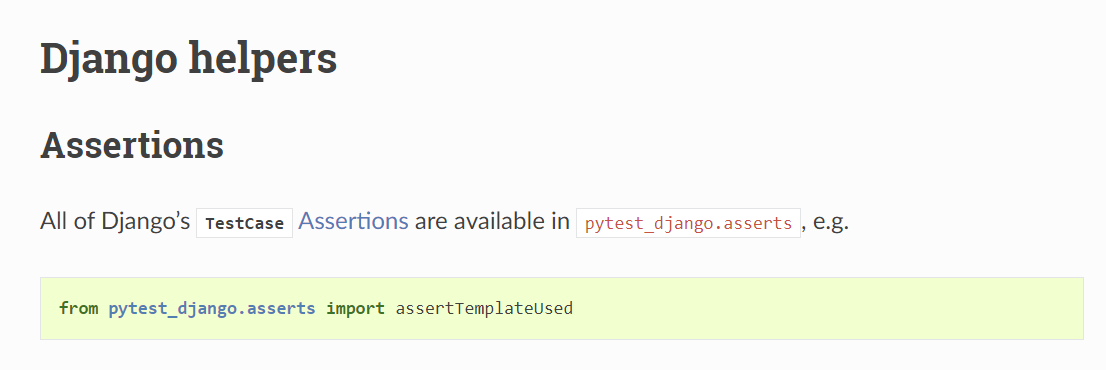 Django helpers
Assertions
All of Django’s TestCase Assertions are available in pytest_django.asserts, e.g.
from pytest_django.asserts import assertTemplateUsed